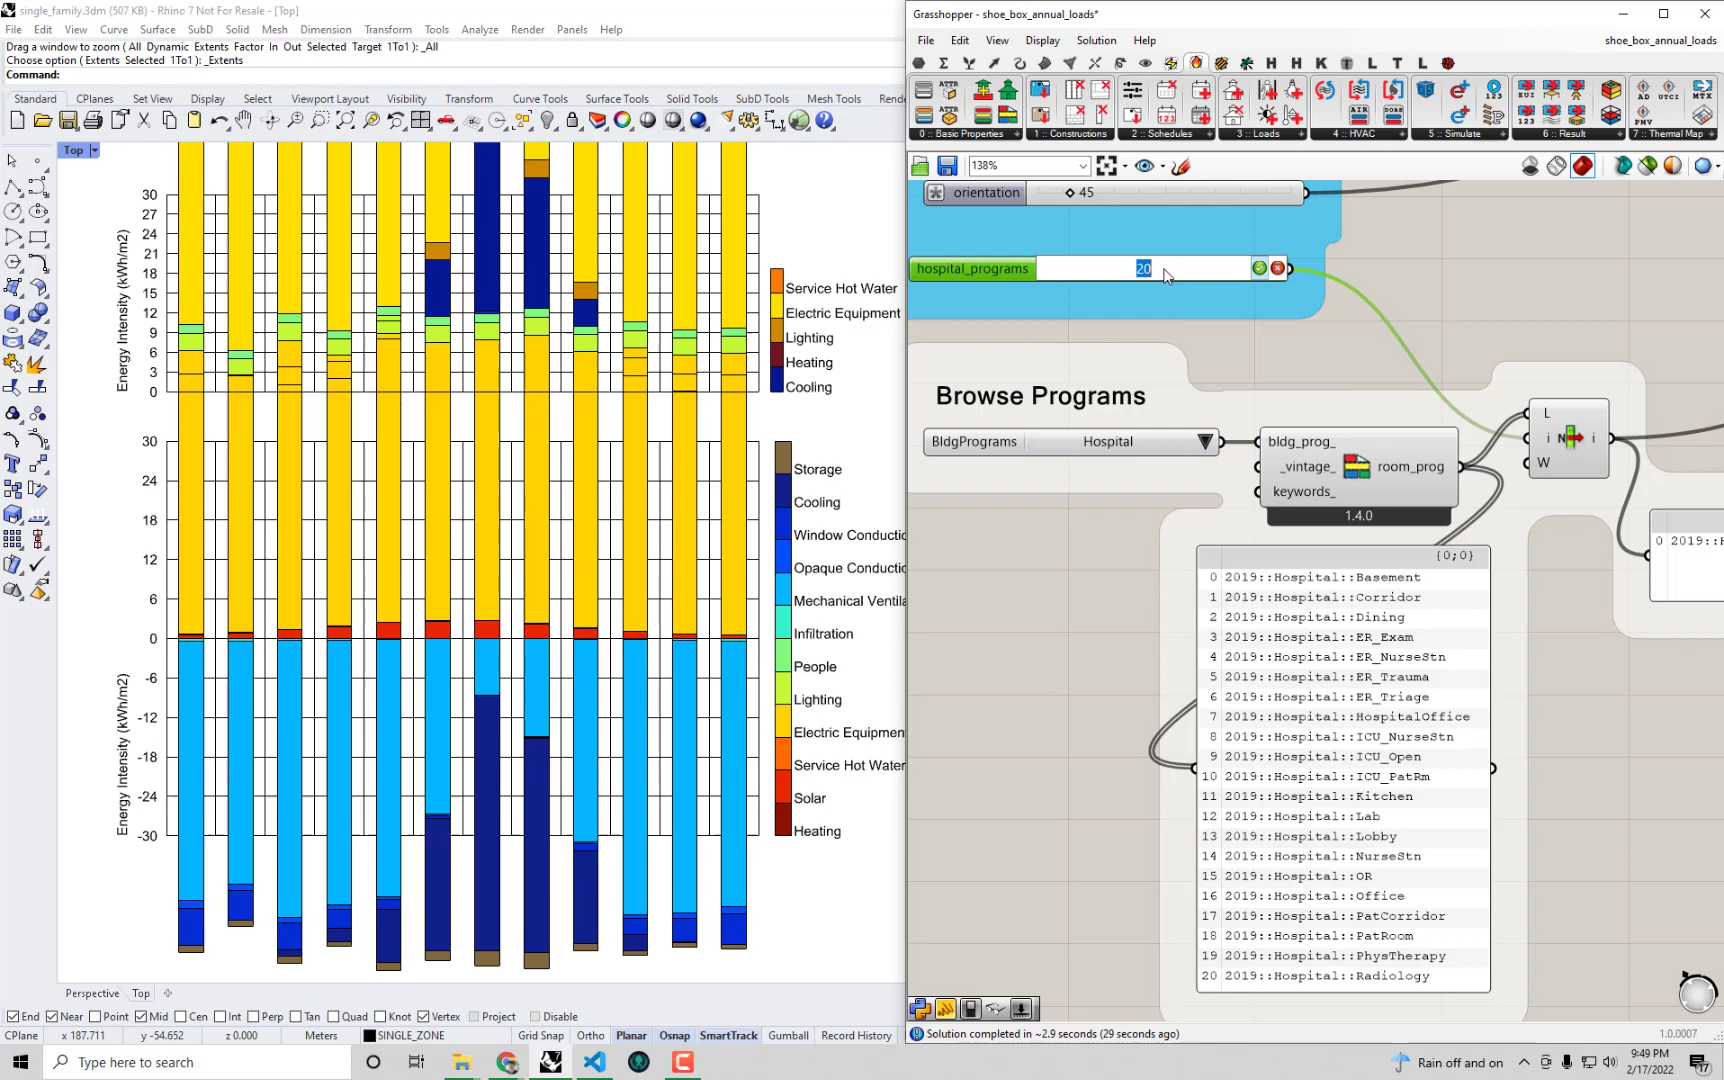 single_family.3dm (507 KB) - Rhino 7 Not For Resale - [Top]
File Edit View Curve Surface SubD Solid Mesh Dimension Transform Tools Analyze Render Panels Help
Drag a window to zoom ( All Dynamic Extents Factor In Out Selected Target 1To1 ): _All
Choose option ( Extents Selected 1To1 ): _Extents
Command:
Standard CPlanes Set View Display Select Viewport Layout Visibility Transform Curve Tools Surface Tools Solid Tools SubD Tools Mesh Tools Rend
Top
30
27
24
21
18
15
12
9
6
3
0
Energy Intensity (kWh/m2)
Service Hot Water
Electric Equipment
Lighting
Heating
Cooling
30
24
18
12
6
0
-6
-12
-18
-24
-30
Energy Intensity (kWh/m2)
Storage
Cooling
Window Conductio
Opaque Conductio
Mechanical Ventila
Infiltration
People
Lighting
Electric Equipmen
Service Hot Water
Solar
Heating
Perspective Top
End Near Point Mid Cen Int Perp Tan Quad Knot Vertex Project Disable
CPlane x 187.711 y -54.652 z 0.000 Meters SINGLE_ZONE Grid Snap Ortho Planar Osnap SmartTrack Gumball Record History
Grasshopper - shoe_box_annual_loads*
File Edit View Display Solution Help shoe_box_annual_loads
H H K T L T L
0 :: Basic Properties 1 :: Constructions 2 :: Schedules 3 :: Loads 4 :: HVAC 5 :: Simulate 6 :: Result 7 :: Thermal Map
138%
orientation 45
hospital_programs 20
Browse Programs
BldgPrograms Hospital
bldg_prog_
_vintage_ room_prog
keywords_
1.4.0
L
i N i
W
0 2019::H
{0;0}
0 2019::Hospital::Basement
1 2019::Hospital::Corridor
2 2019::Hospital::Dining
3 2019::Hospital::ER_Exam
4 2019::Hospital::ER_NurseStn
5 2019::Hospital::ER_Trauma
6 2019::Hospital::ER_Triage
7 2019::Hospital::HospitalOffice
8 2019::Hospital::ICU_NurseStn
9 2019::Hospital::ICU_Open
10 2019::Hospital::ICU_PatRm
11 2019::Hospital::Kitchen
12 2019::Hospital::Lab
13 2019::Hospital::Lobby
14 2019::Hospital::NurseStn
15 2019::Hospital::OR
16 2019::Hospital::Office
17 2019::Hospital::PatCorridor
18 2019::Hospital::PatRoom
19 2019::Hospital::PhysTherapy
20 2019::Hospital::Radiology
Solution completed in ~2.9 seconds (29 seconds ago) 1.0.0007
Type here to search
Rain off and on
9:49 PM
2/17/2022
17